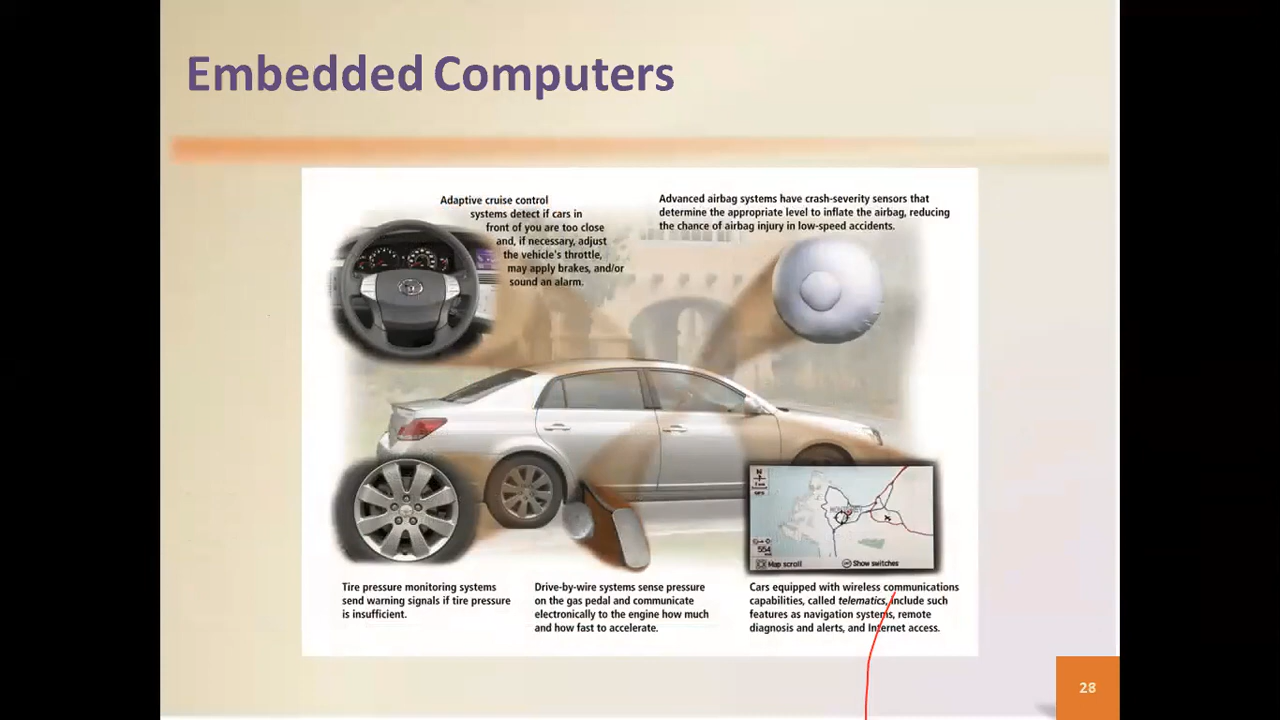 Embedded Computers
Adaptive cruise control
systems detect if cars in
front of you are too close
and, if necessary, adjust
the vehicle's throttle,
may apply brakes, and/or
sound an alarm.
Advanced airbag systems have crash-severity sensors that
determine the appropriate level to inflate the airbag, reducing
the chance of airbag injury in low-speed accidents.
N
GPS
554
Map scroll
Show switches
Tire pressure monitoring systems
send warning signals if tire pressure
is insufficient.
Drive-by-wire systems sense pressure
on the gas pedal and communicate
electronically to the engine how much
and how fast to accelerate.
Cars equipped with wireless communications
capabilities, called telematics, include such
features as navigation systems, remote
diagnosis and alerts, and Internet access.
28